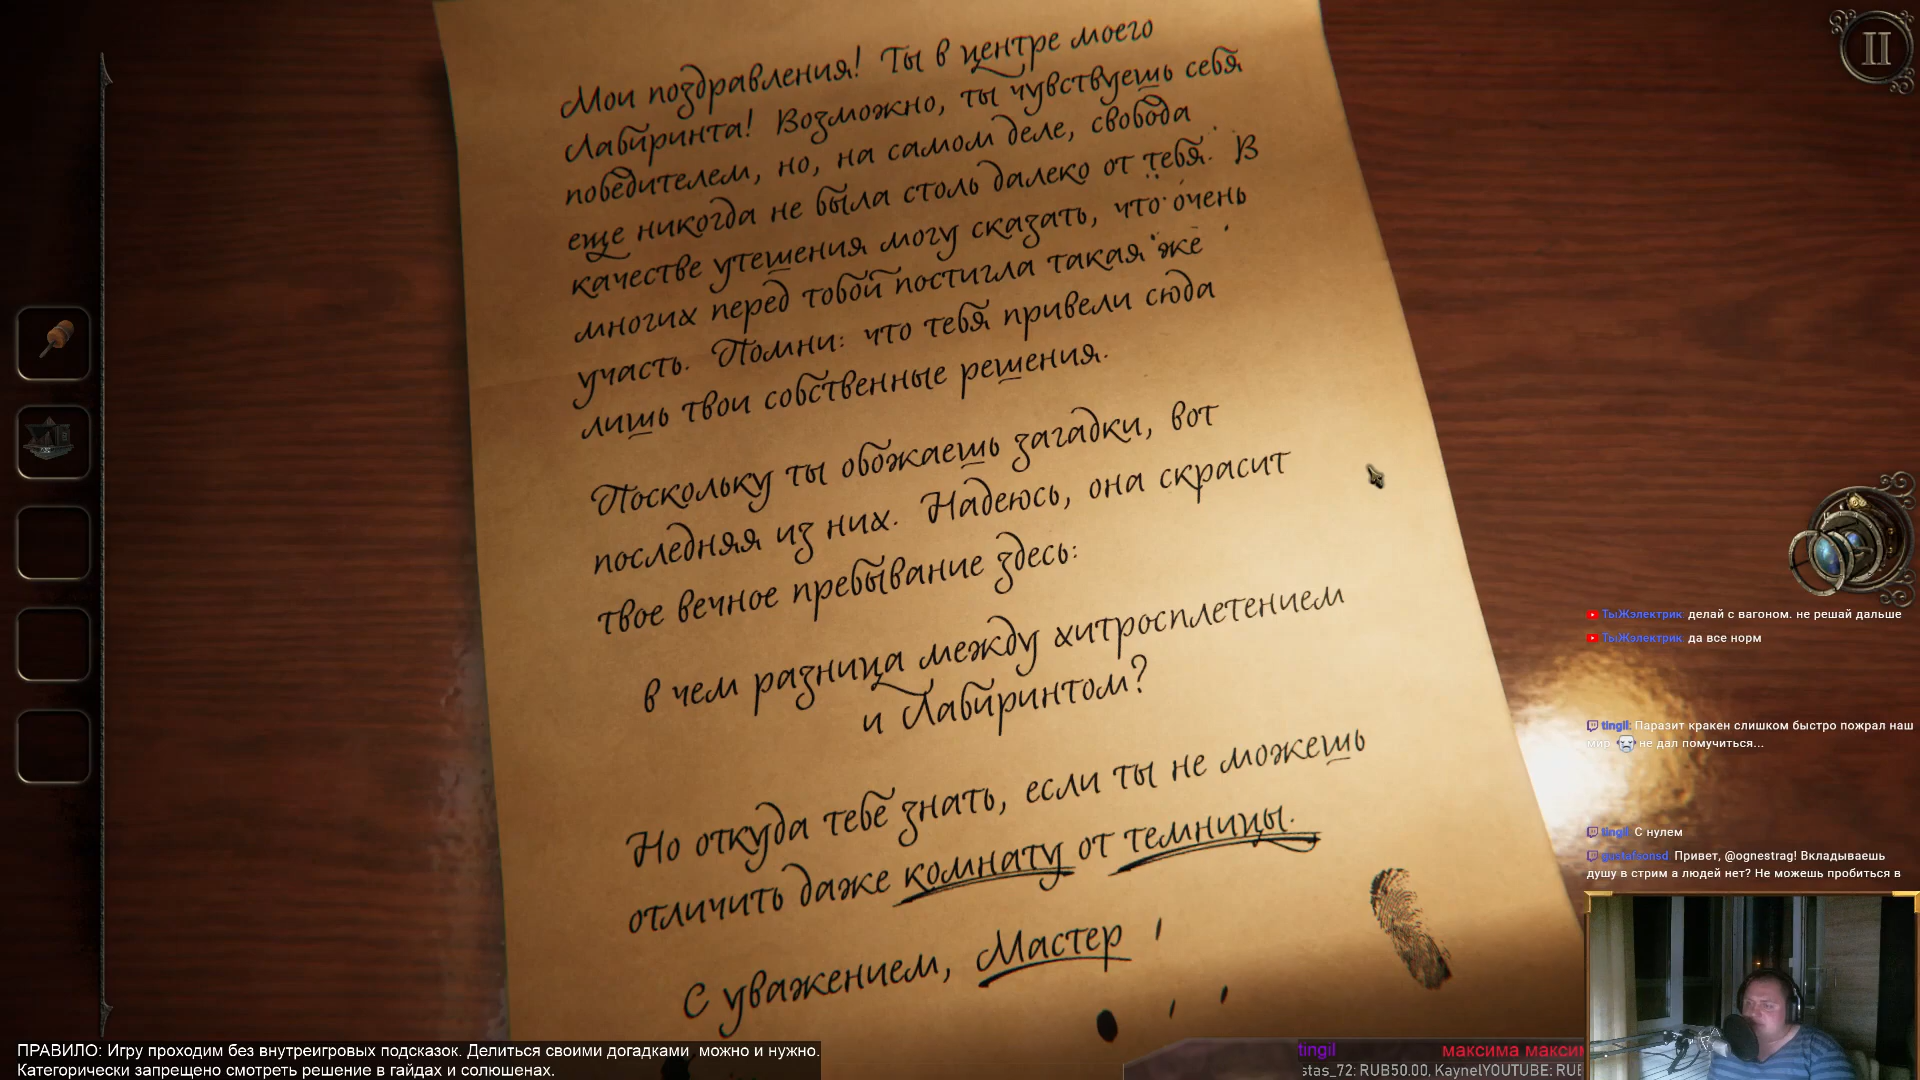 Мои поздравления! Ты в центре моего
Лабиринта! Возможно, ты чувствуешь себя
победителем, но, на самом деле, свобода
еще никогда не была столь далеко от тебя. В
качестве утешения могу сказать, что очень
многих перед тобой постигла такая же
участь. Помни: что тебя привели сюда
лишь твои собственные решения.
Поскольку ты обожаешь загадки, вот
последняя из них. Надеюсь, она скрасит
твое вечное пребывание здесь:
в чем разница между хитросплетением
и Лабиринтом?
Но откуда тебе знать, если ты не можешь
отличить даже комнату от темницы.
С уважением, Мастер
II
ТыЖэлектрик делай с вагоном. не решай дальше
ТыЖэлектрик да все норм
tingil: Паразит кракен слишком быстро пожрал наш
мир не дал помучиться...
tingil: С нулем
gustafsonsd: Привет, @ognestrag! Вкладываешь
душу в стрим а людей нет? Не можешь пробиться в
ПРАВИЛО: Игру проходим без внутреигровых подсказок. Делиться своими догадками можно и нужно.
Категорически запрещено смотреть решение в гайдах и солюшенах.
tingil максима максим
stas_72: RUB50.00, KaynelYOUTUBE: RUB